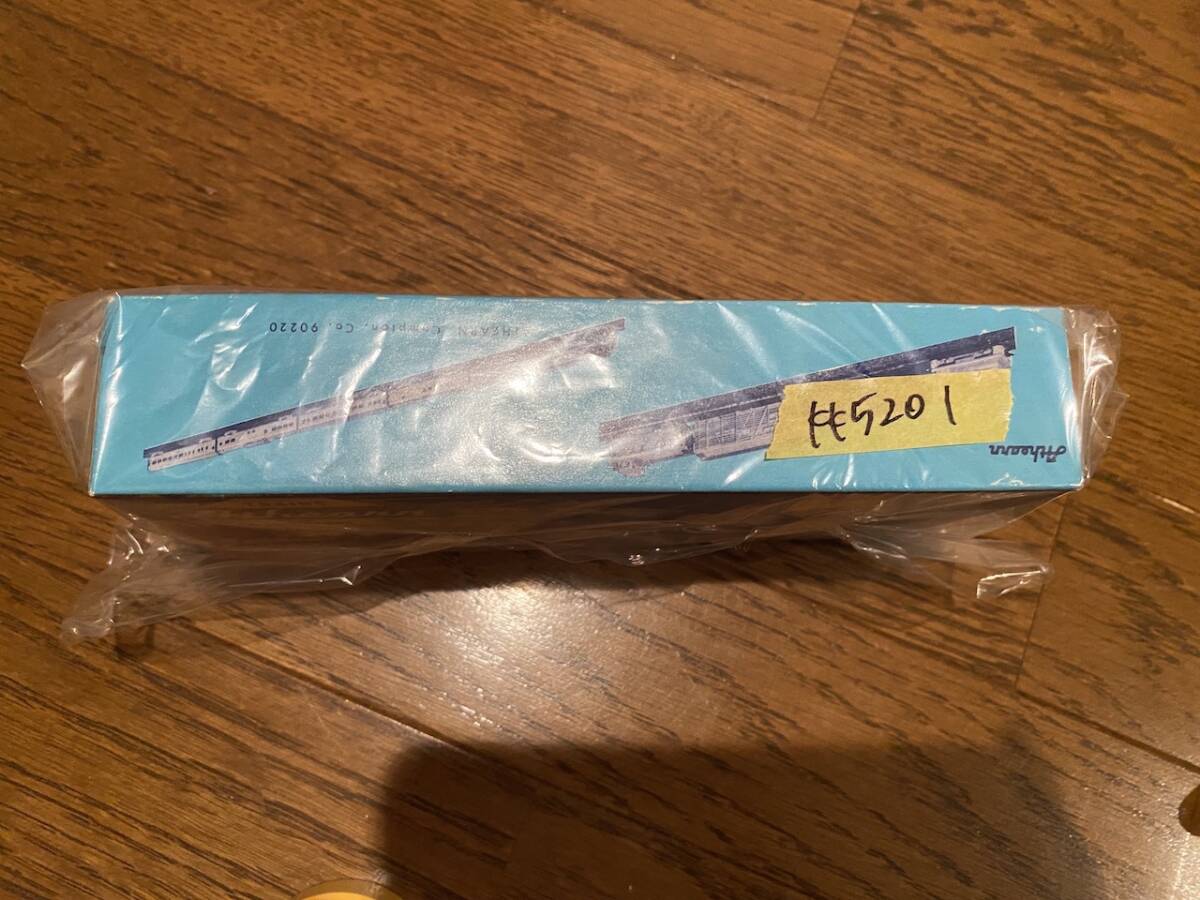 ATHEARN Compton, Ca. 90220
KK5201
Athearn